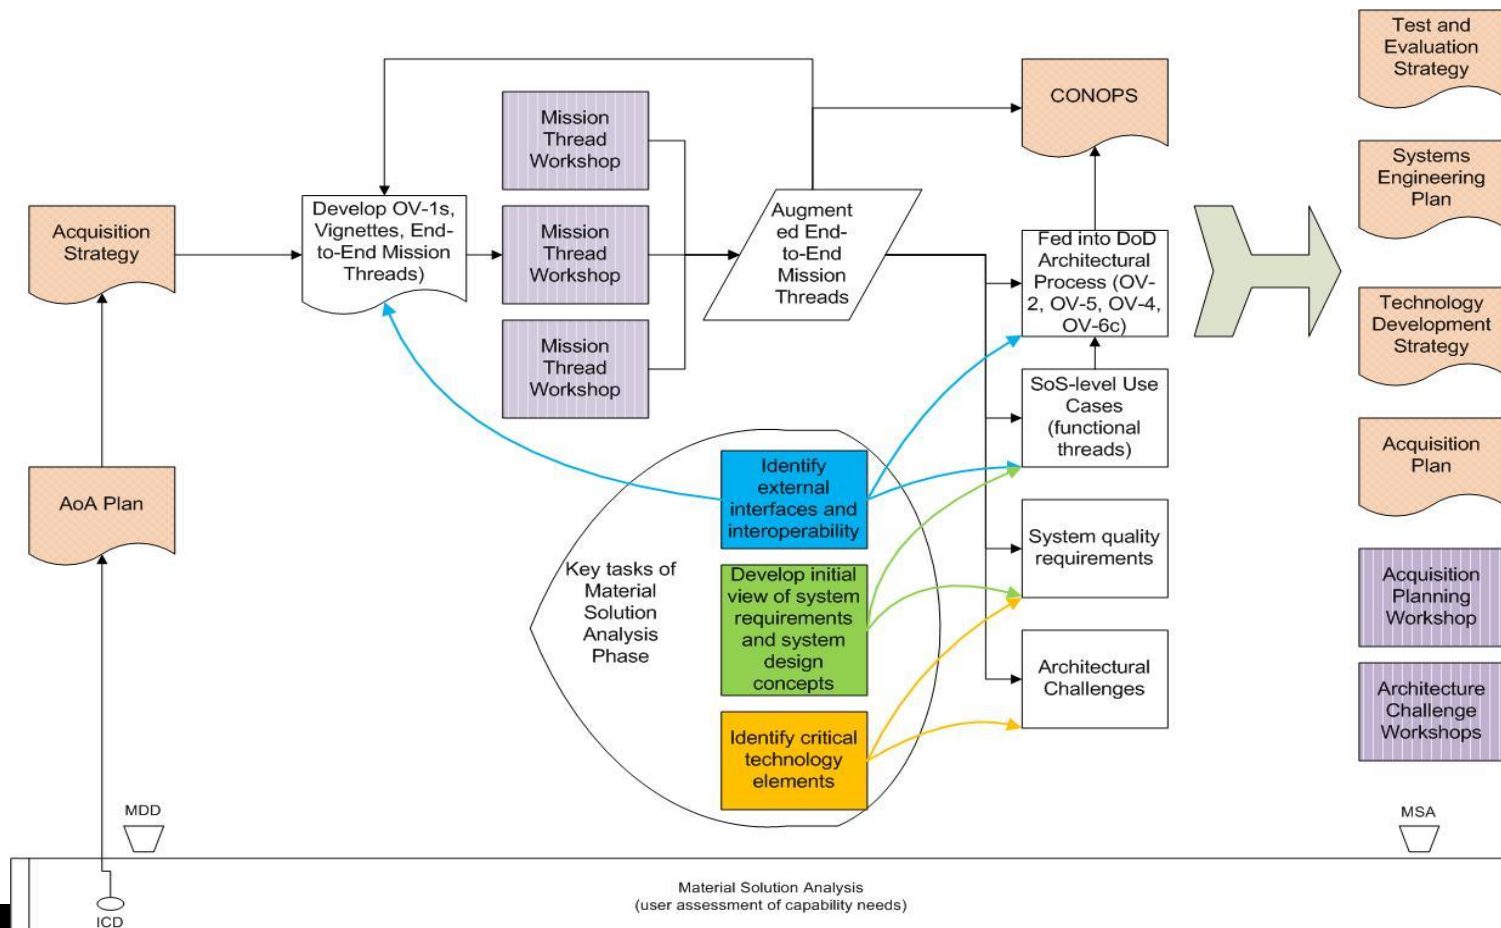 Test and
Evaluation
Strategy
CONOPS
Mission
Thread
Workshop
Systems
Engineering
Plan
Acquisition
Strategy
Develop OV-1s,
Vignettes, End-
to-End Mission
Threads)
Mission
Thread
Workshop
Augment
ed End-
to-End
Mission
Threads
Fed into DoD
Architectural
Process (OV-
2, OV-5, OV-4,
OV-6c)
Technology
Development
Strategy
Mission
Thread
Workshop
SoS-level Use
Cases
(functional
threads)
Acquisition
Plan
AoA Plan
Identify
external
interfaces and
interoperability
System quality
requirements
Key tasks of
Material
Solution
Analysis
Phase
Develop initial
view of system
requirements
and system
design
concepts
Acquisition
Planning
Workshop
Architectural
Challenges
Architecture
Challenge
Workshops
Identify critical
technology
elements
MDD
MSA
Material Solution Analysis
(user assessment of capability needs)
ICD